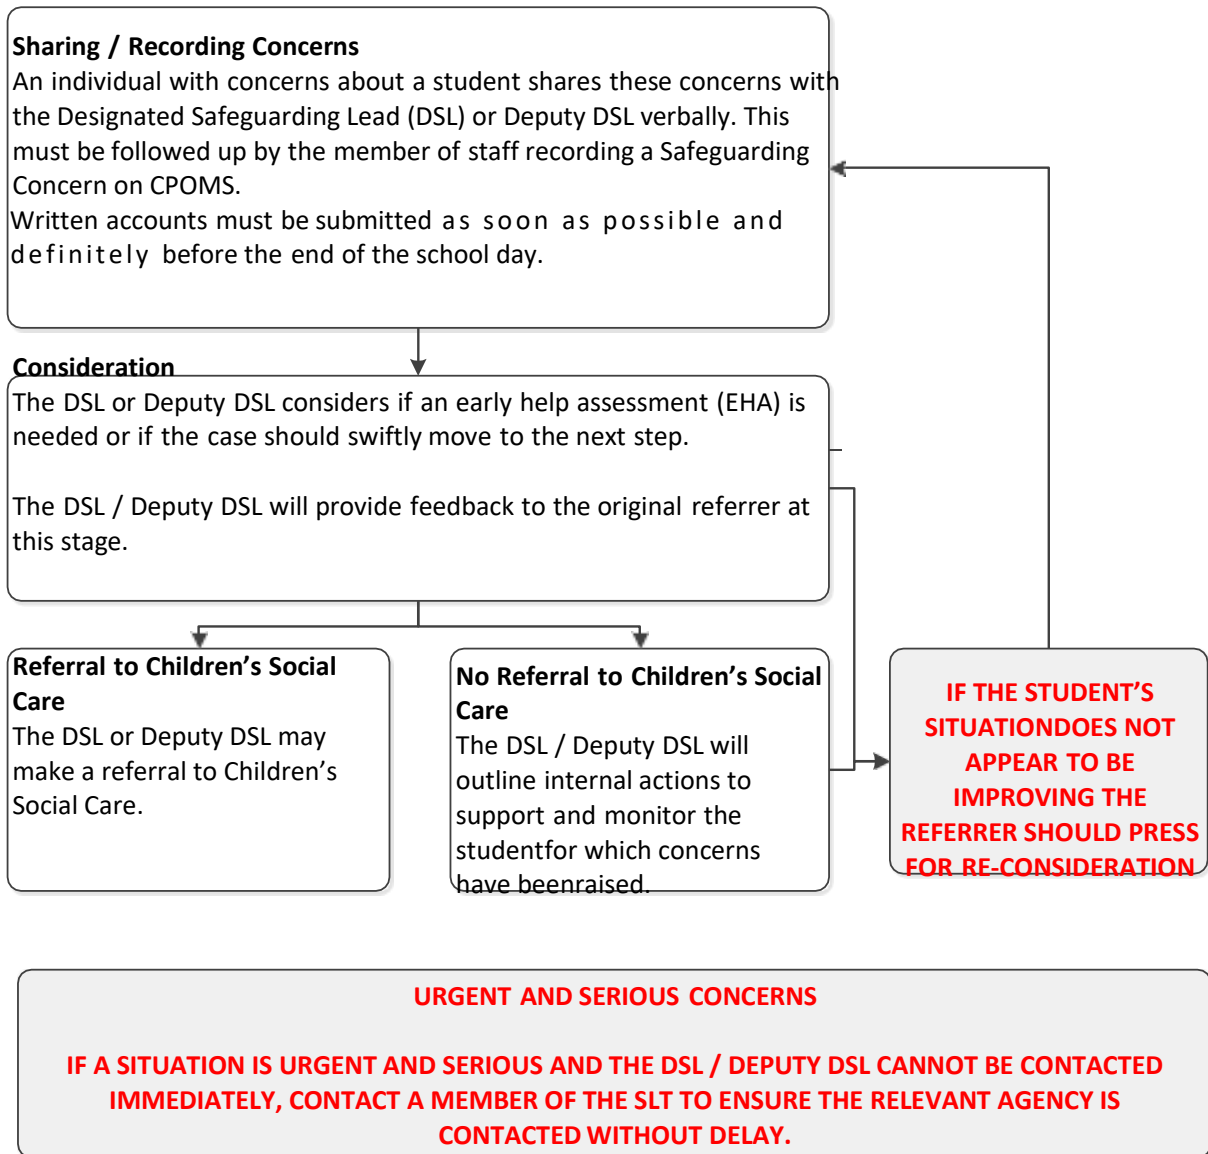 Sharing / Recording Concerns
An individual with concerns about a student shares these concerns with
the Designated Safeguarding Lead (DSL) or Deputy DSL verbally. This
must be followed up by the member of staff recording a Safeguarding
Concern on CPOMS.
Written accounts must be submitted as soon as possible and
definitely before the end of the school day.
Consideration
The DSL or Deputy DSL considers if an early help assessment (EHA) is
needed or if the case should swiftly move to the next step.
The DSL / Deputy DSL will provide feedback to the original referrer at
this stage.
Referral to Children’s Social
Care
The DSL or Deputy DSL may
make a referral to Children’s
Social Care.
No Referral to Children’s Social
Care
The DSL / Deputy DSL will
outline internal actions to
support and monitor the
studentfor which concerns
have beenraised.
IF THE STUDENT’S
SITUATIONDOES NOT
APPEAR TO BE
IMPROVING THE
REFERRER SHOULD PRESS
FOR RE-CONSIDERATION
URGENT AND SERIOUS CONCERNS
IF A SITUATION IS URGENT AND SERIOUS AND THE DSL / DEPUTY DSL CANNOT BE CONTACTED
IMMEDIATELY, CONTACT A MEMBER OF THE SLT TO ENSURE THE RELEVANT AGENCY IS
CONTACTED WITHOUT DELAY.